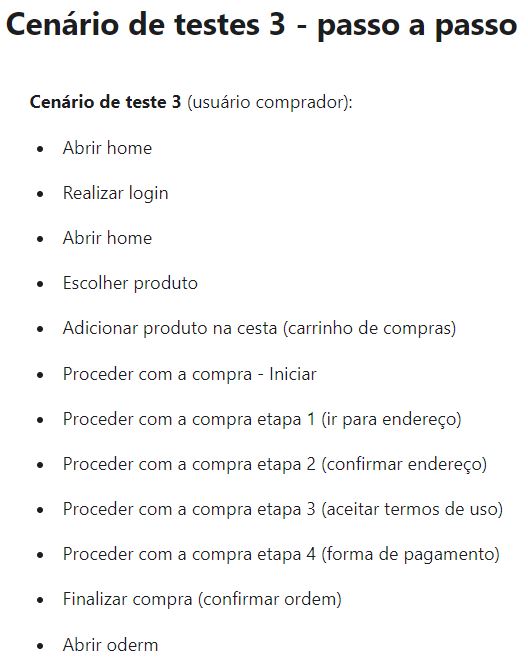 Cenário de testes 3 - passo a passo
Cenário de teste 3 (usuário comprador):
• Abrir home
• Realizar login
• Abrir home
• Escolher produto
• Adicionar produto na cesta (carrinho de compras)
• Proceder com a compra - Iniciar
• Proceder com a compra etapa 1 (ir para endereço)
• Proceder com a compra etapa 2 (confirmar endereço)
• Proceder com a compra etapa 3 (aceitar termos de uso)
• Proceder com a compra etapa 4 (forma de pagamento)
• Finalizar compra (confirmar ordem)
• Abrir oderm